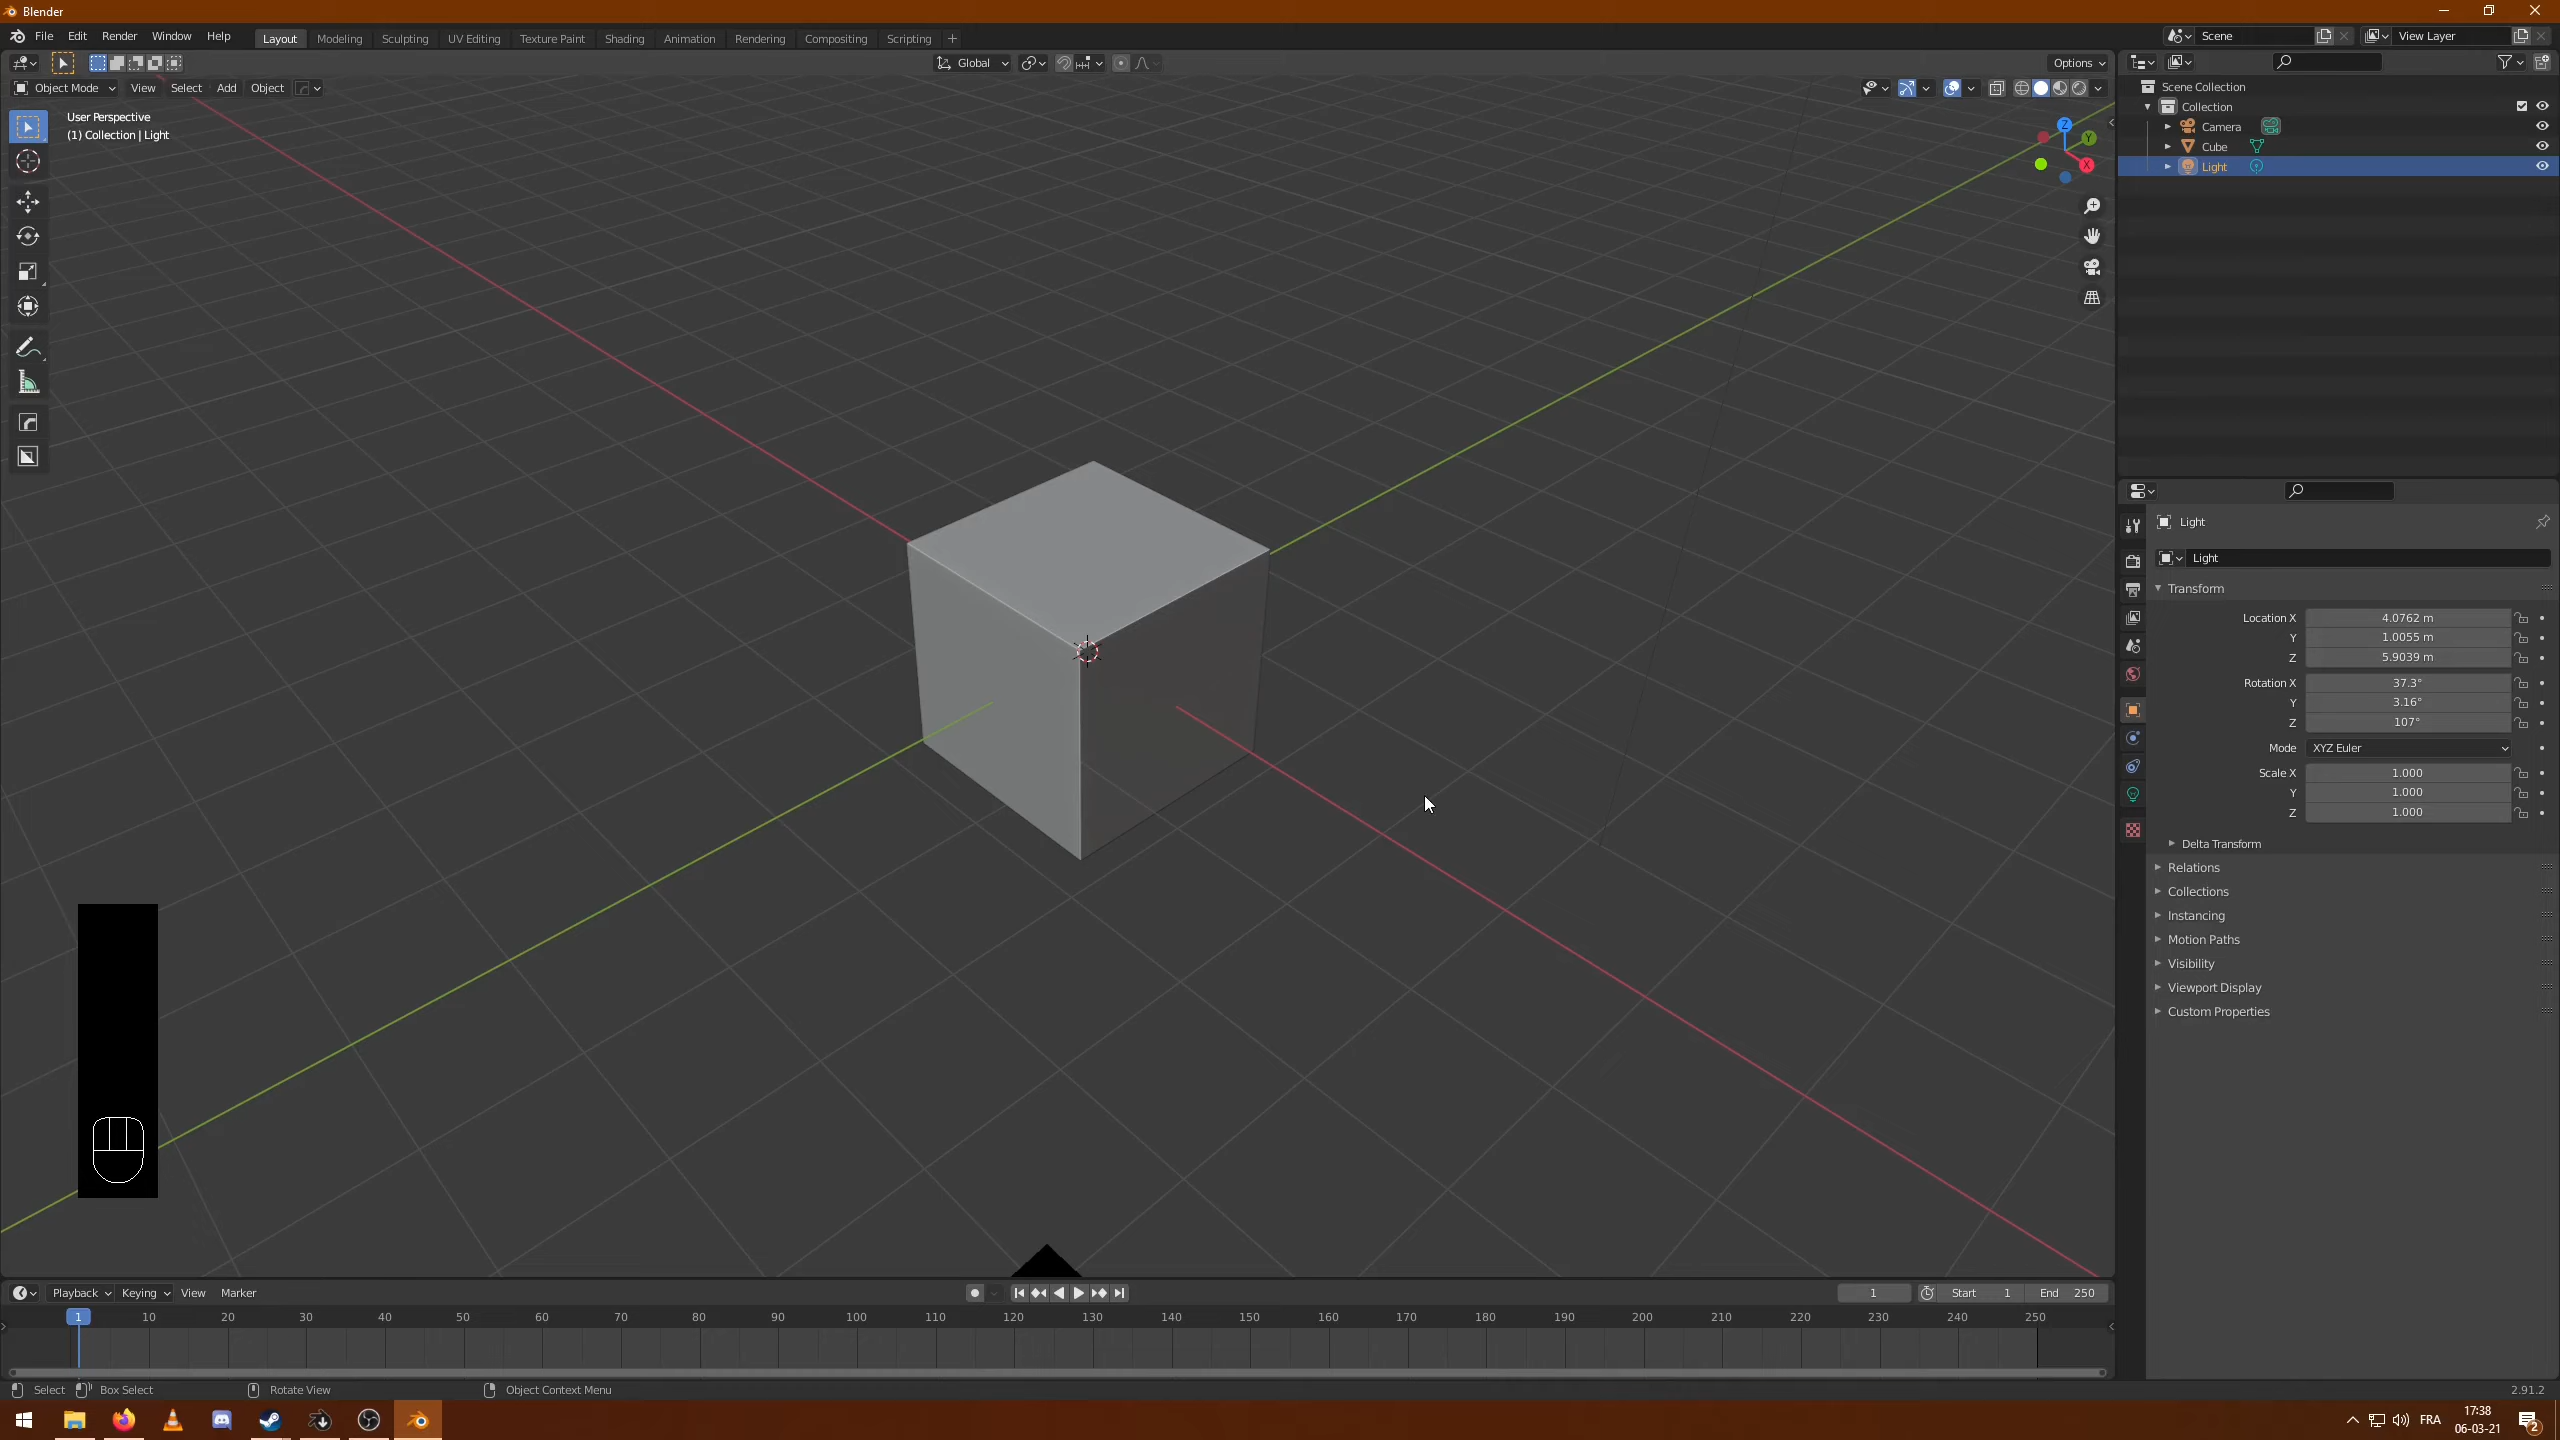 Blender
File Edit Render Window Help Layout Modeling Sculpting UV Editing Texture Paint Shading Animation Rendering Compositing Scripting + Scene View Layer
Global Options
Object Mode View Select Add Object
User Perspective
(1) Collection | Light
Z
Y
X
Scene Collection
Collection
Camera
Cube
Light
Light
Light
Transform
Location X 4.0762 m
Y 1.0055 m
Z 5.9039 m
Rotation X 37.3°
Y 3.16°
Z 107°
Mode XYZ Euler
Scale X 1.000
Y 1.000
Z 1.000
Delta Transform
Relations
Collections
Instancing
Motion Paths
Visibility
Viewport Display
Custom Properties
Playback Keying View Marker 1 Start 1 End 250
1 10 20 30 40 50 60 70 80 90 100 110 120 130 140 150 160 170 180 190 200 210 220 230 240 250
Select Box Select Rotate View Object Context Menu 2.91.2
FRA 17:38
06-03-21 2